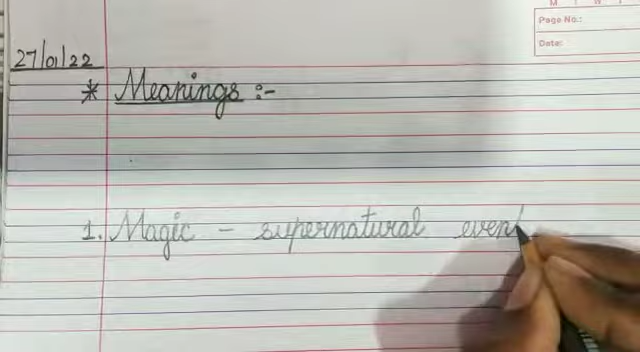 M T W
Page No.:
Date:
27/01/22
* Meanings :-
1. Magic - supernatural event